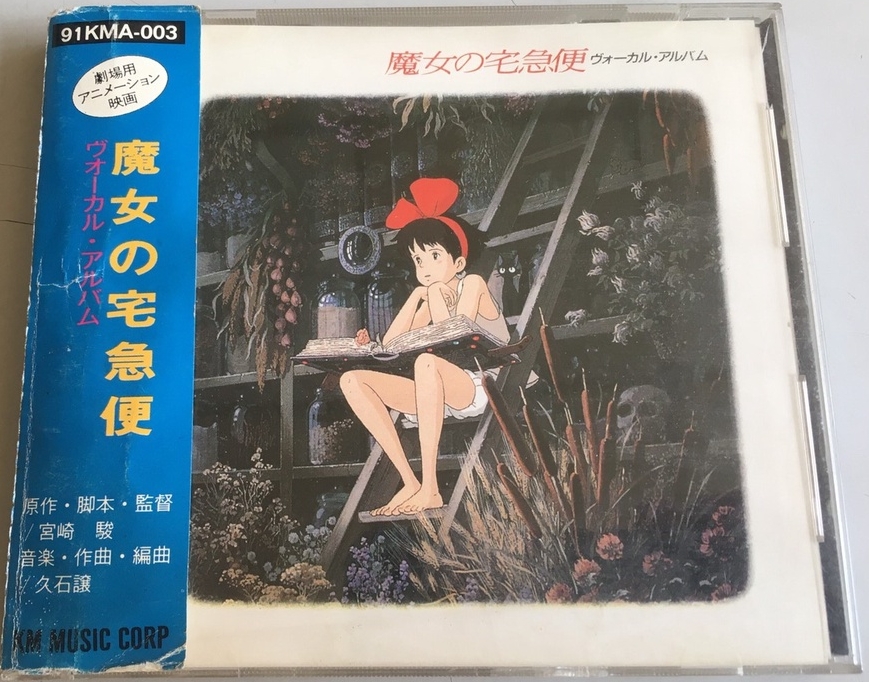 91KMA-003
劇場用
アニメーション
映画
魔女の宅急便
ヴォーカル・アルバム
原作・脚本・監督
/宮崎 駿
音楽・作曲・編曲
/久石譲
KM MUSIC CORP
魔女の宅急便 ヴォーカル・アルバム